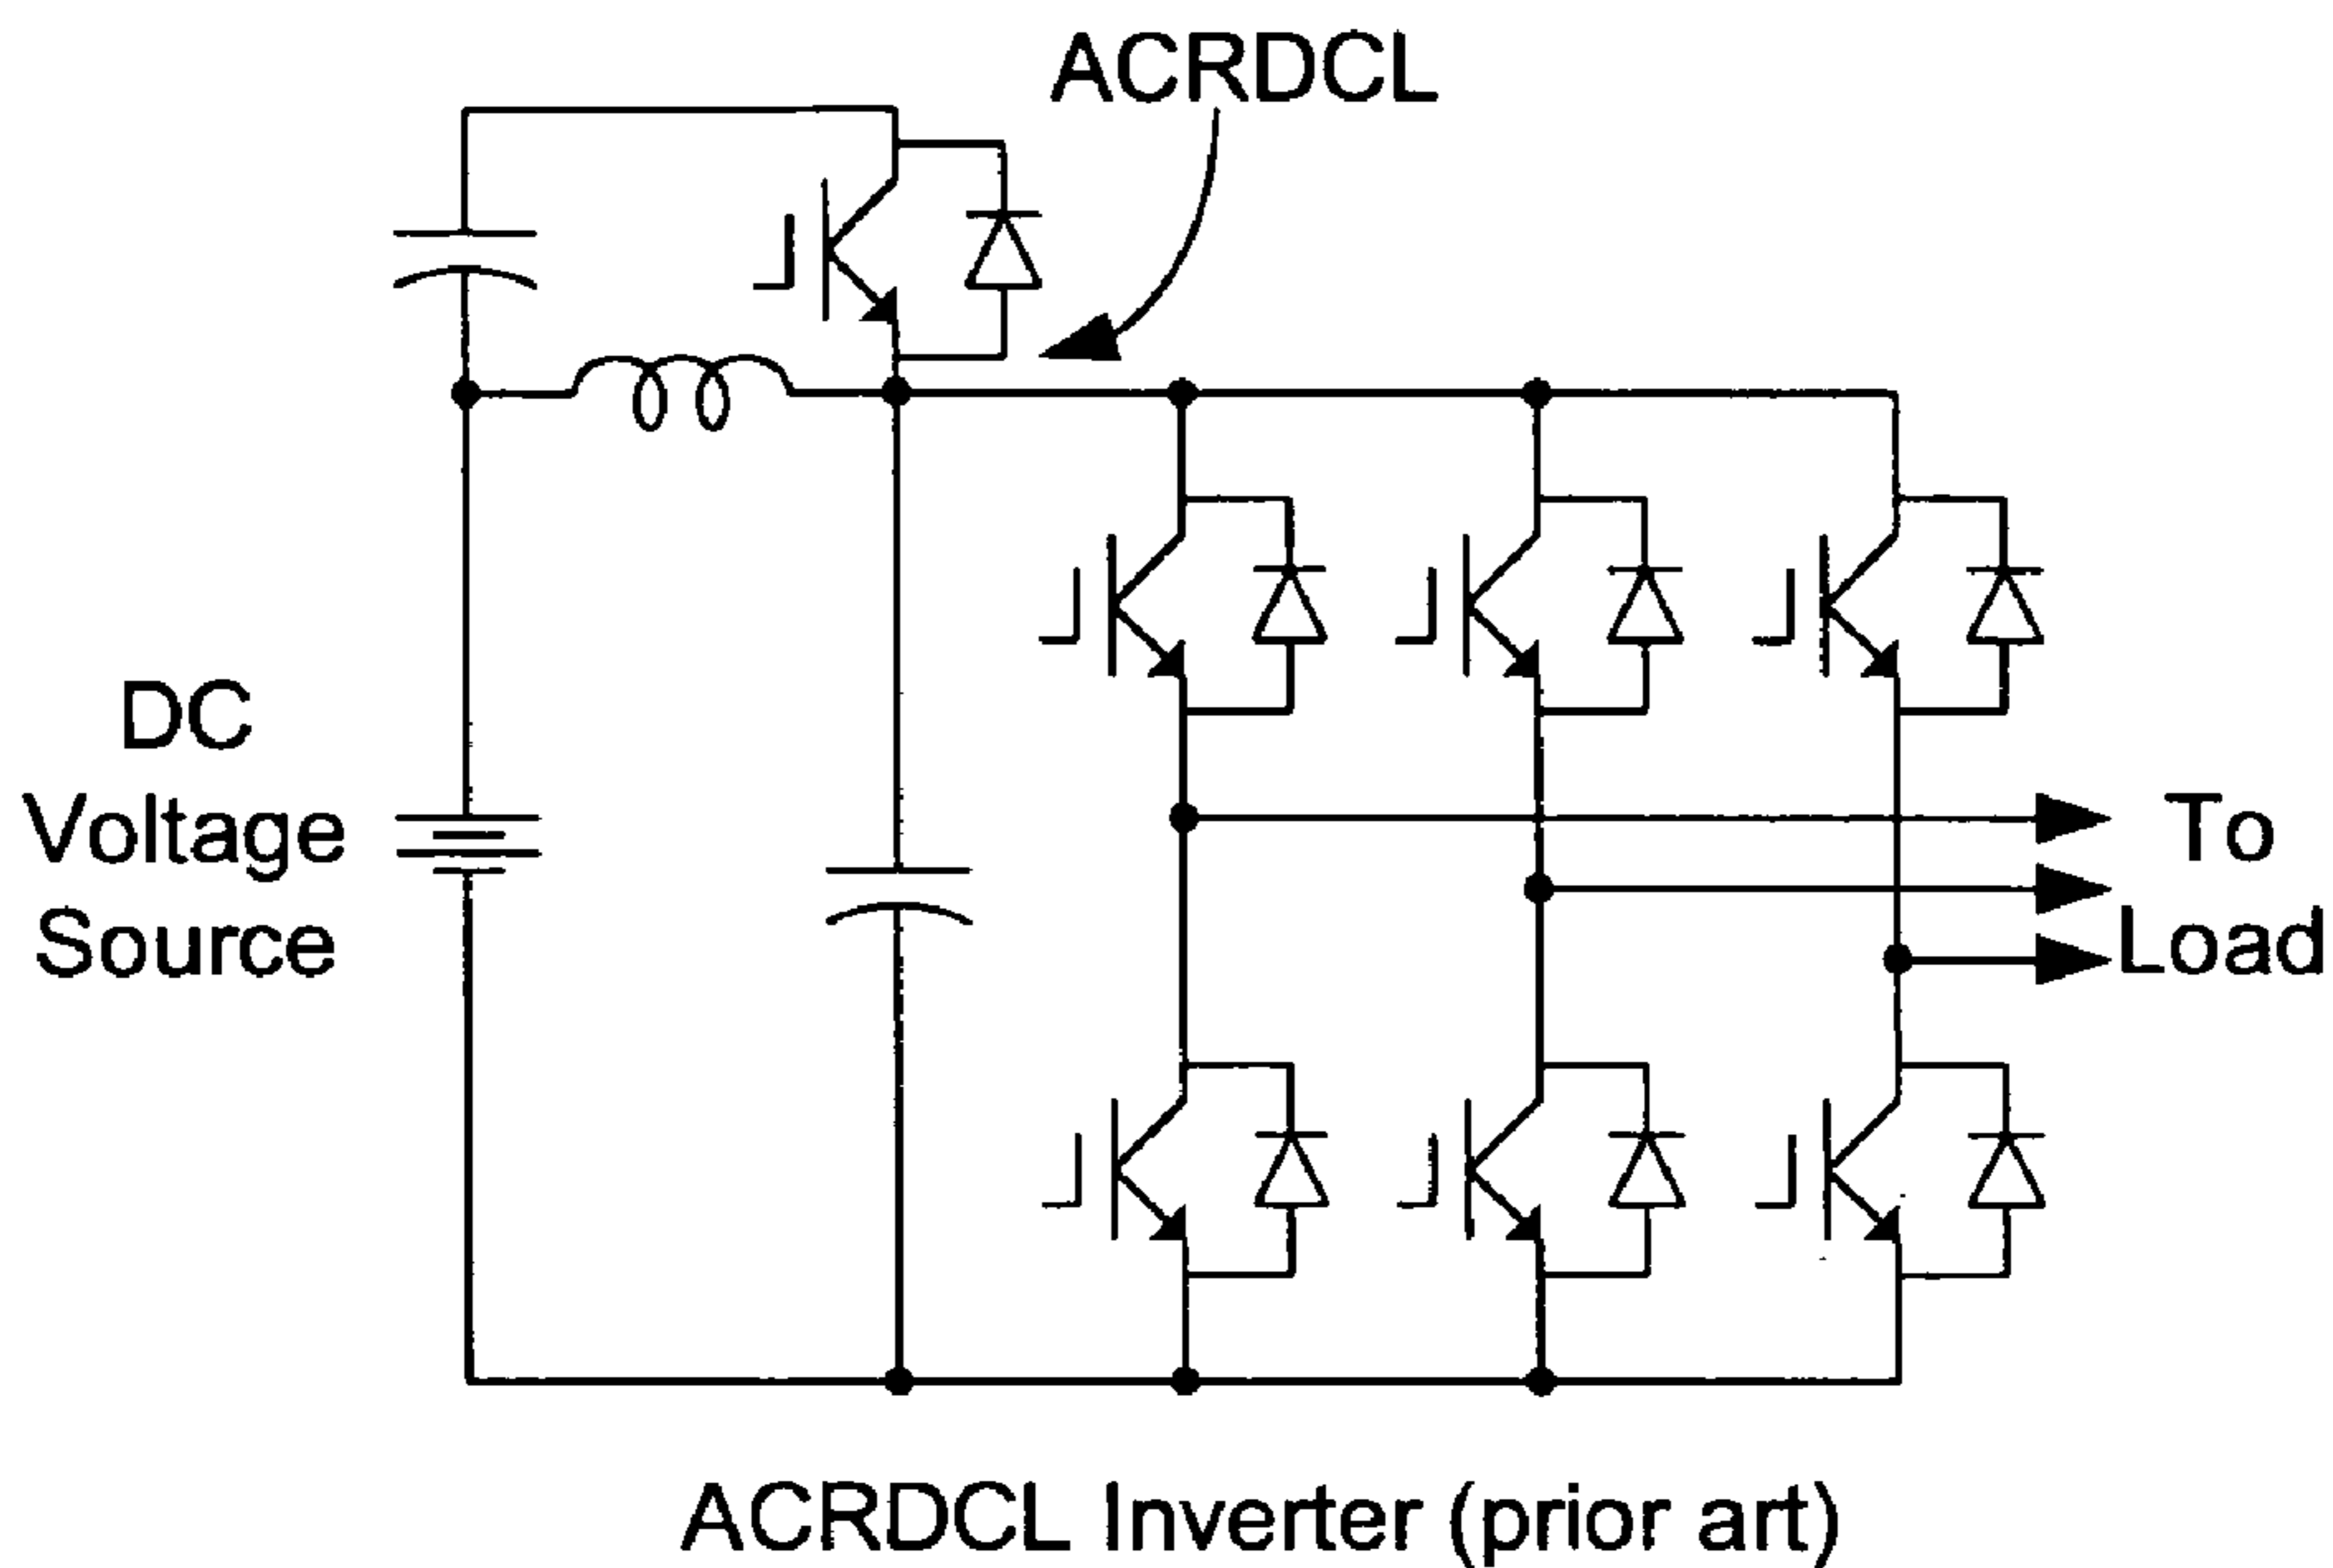 ACRDCL
DC
Voltage
Source
To
Load
ACRDCL Inverter (prior art)